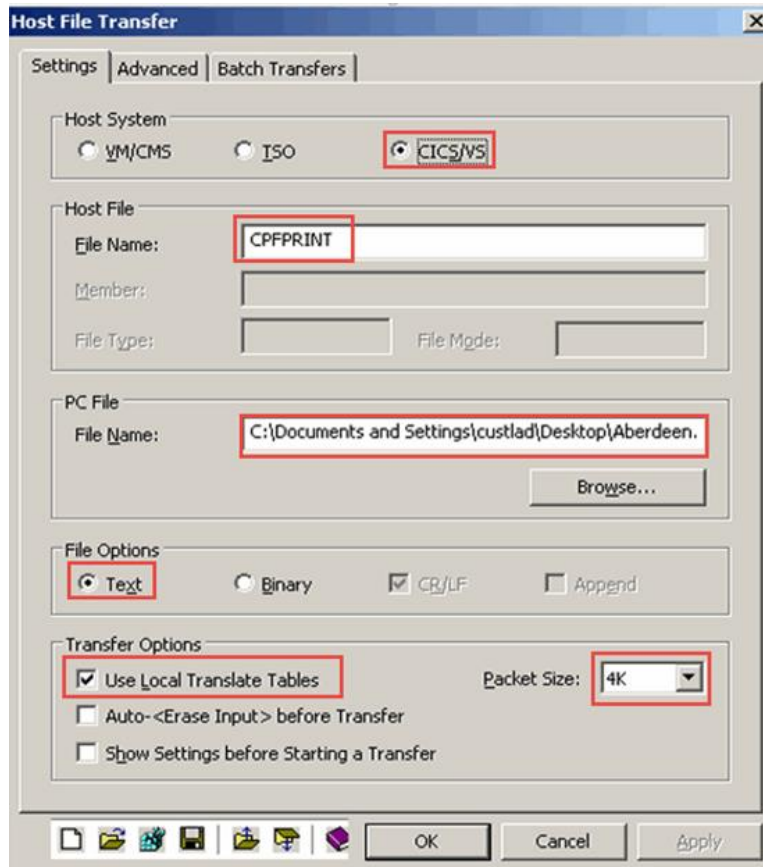 Host File Transfer
Settings Advanced Batch Transfers
Host System
VM/CMS TSO CICS/VS
Host File
File Name: CPFPRINT
Member:
File Type: File Mode:
PC File
File Name: C:\Documents and Settings\custlad\Desktop\Aberdeen.
Browse...
File Options
Text Binary CR/LF Append
Transfer Options
Use Local Translate Tables Packet Size: 4K
Auto-<Erase Input> before Transfer
Show Settings before Starting a Transfer
OK Cancel Apply